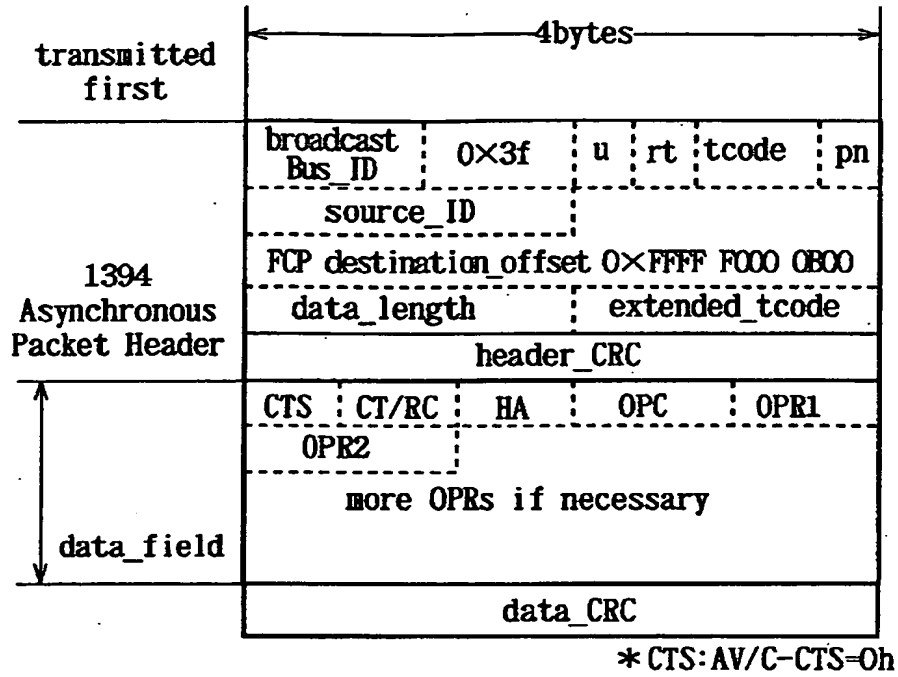 4bytes
transmitted
first
broadcast
Bus_ID
0×3f
u
rt
tcode
pn
source_ID
FCP destination_offset 0×FFFF F000 0B00
1394
Asynchronous
Packet Header
data_length
extended_tcode
header_CRC
CTS
CT/RC
HA
OPC
OPR1
OPR2
more OPRs if necessary
data_field
data_CRC
*CTS:AV/C-CTS=0h